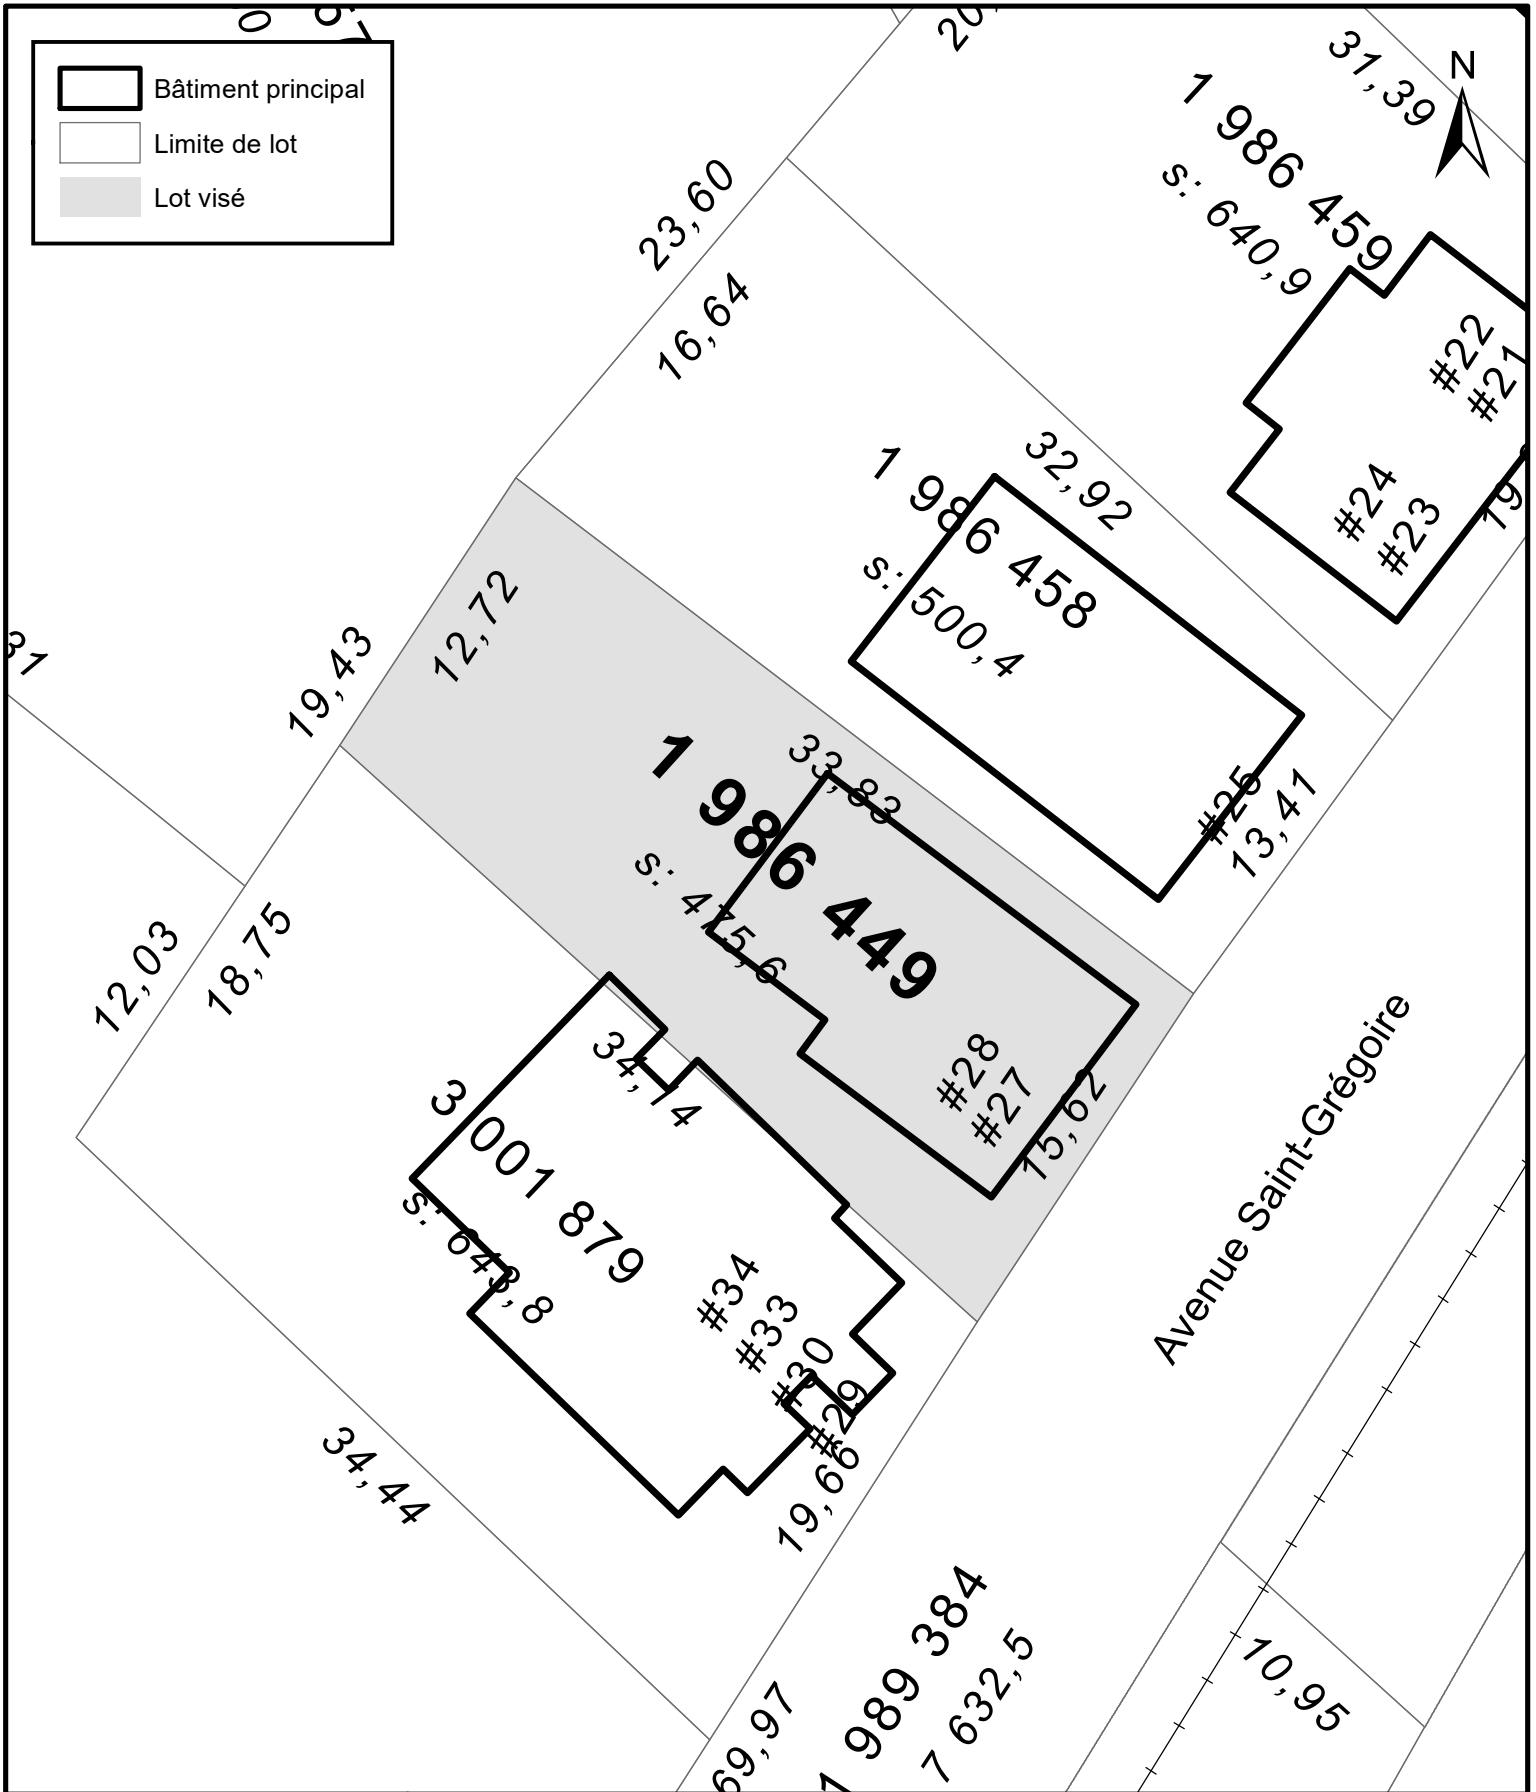 Bâtiment principal
Limite de lot
Lot visé
N
31,39
1 986 459
s: 640,9
23,60
16,64
#22
#21
32,92
#24
#23
1 986 458
s: 500,4
12,72
19,43
#25
13,41
33,83
1 986 449
s: 475,6
12,03
18,75
#28
#27
15,62
Avenue Saint-Grégoire
34,74
3 001 879
s: 643,8
#34
#33
#30
#29
19,66
34,44
1 989 384
7 632,5
69,97
10,95